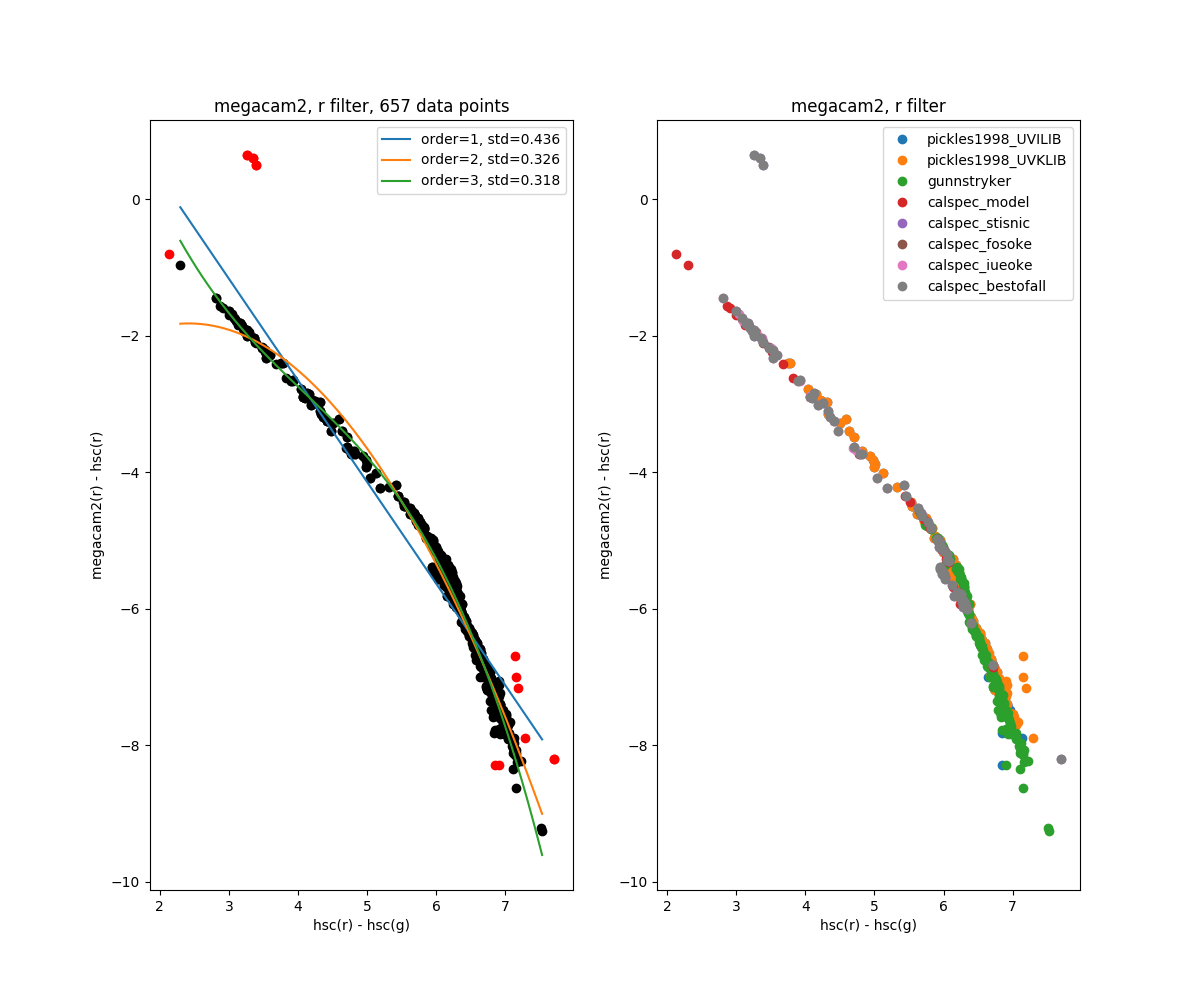 megacam2, r filter, 657 data points
order=1, std=0.436
order=2, std=0.326
order=3, std=0.318
0
−2
−4
−6
−8
−10
megacam2(r) - hsc(r)
2 3 4 5 6 7
hsc(r) - hsc(g)
megacam2, r filter
pickles1998_UVILIB
pickles1998_UVKLIB
gunnstryker
calspec_model
calspec_stisnic
calspec_fosoke
calspec_iueoke
calspec_bestofall
0
−2
−4
−6
−8
−10
megacam2(r) - hsc(r)
2 3 4 5 6 7
hsc(r) - hsc(g)